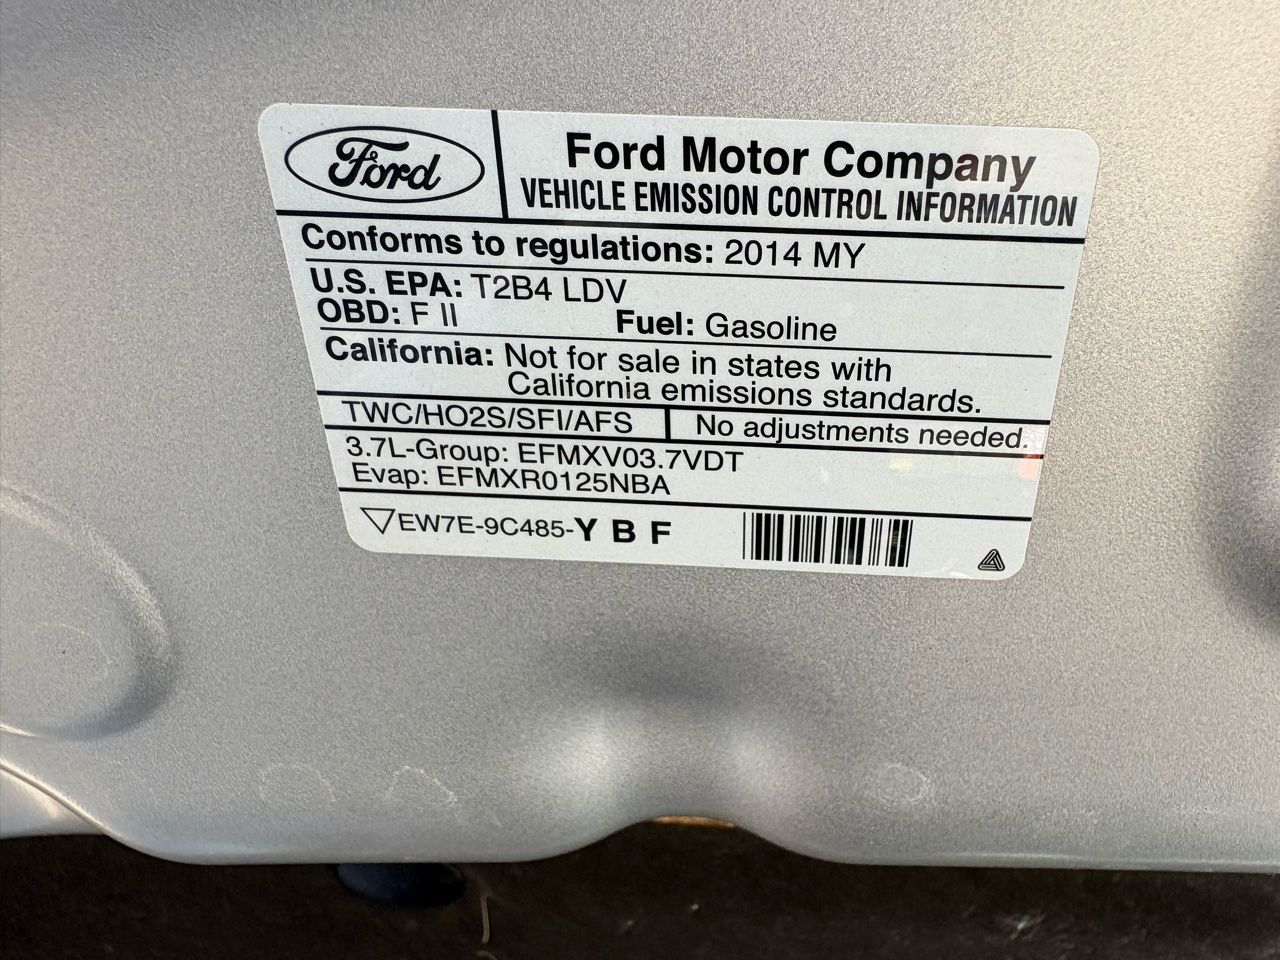 Ford
Ford Motor Company
VEHICLE EMISSION CONTROL INFORMATION
Conforms to regulations: 2014 MY
U.S. EPA: T2B4 LDV
OBD: F II Fuel: Gasoline
California: Not for sale in states with
California emissions standards.
TWC/HO2S/SFI/AFS No adjustments needed.
3.7L-Group: EFMXV03.7VDT
Evap: EFMXR0125NBA
EW7E-9C485-Y B F